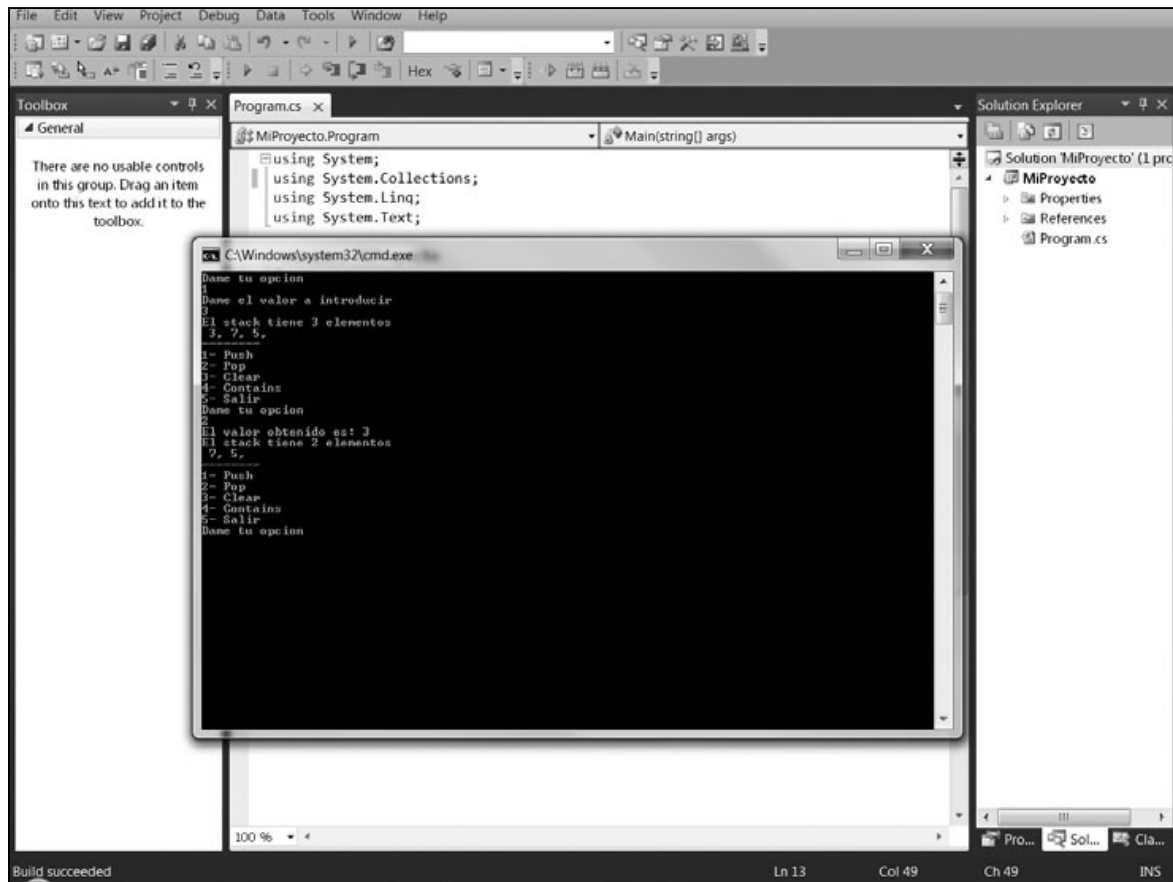 File Edit View Project Debug Data Tools Window Help
Hex
Toolbox
General
There are no usable controls
in this group. Drag an item
onto this text to add it to the
toolbox.
Program.cs
MiProyecto.Program
Main(string[] args)
using System;
using System.Collections;
using System.Linq;
using System.Text;
C:\Windows\system32\cmd.exe
Dame tu opcion
1
Dame el valor a introducir
3
El stack tiene 3 elementos
3, 7, 5,
----------
1- Push
2- Pop
3- Clear
4- Contains
5- Salir
Dame tu opcion
2
El valor obtenido es: 3
El stack tiene 2 elementos
7, 5,
----------
1- Push
2- Pop
3- Clear
4- Contains
5- Salir
Dame tu opcion
100 %
Solution Explorer
Solution 'MiProyecto' (1 prc
MiProyecto
Properties
References
Program.cs
Pro... Sol... Cla...
Build succeeded Ln 13 Col 49 Ch 49 INS